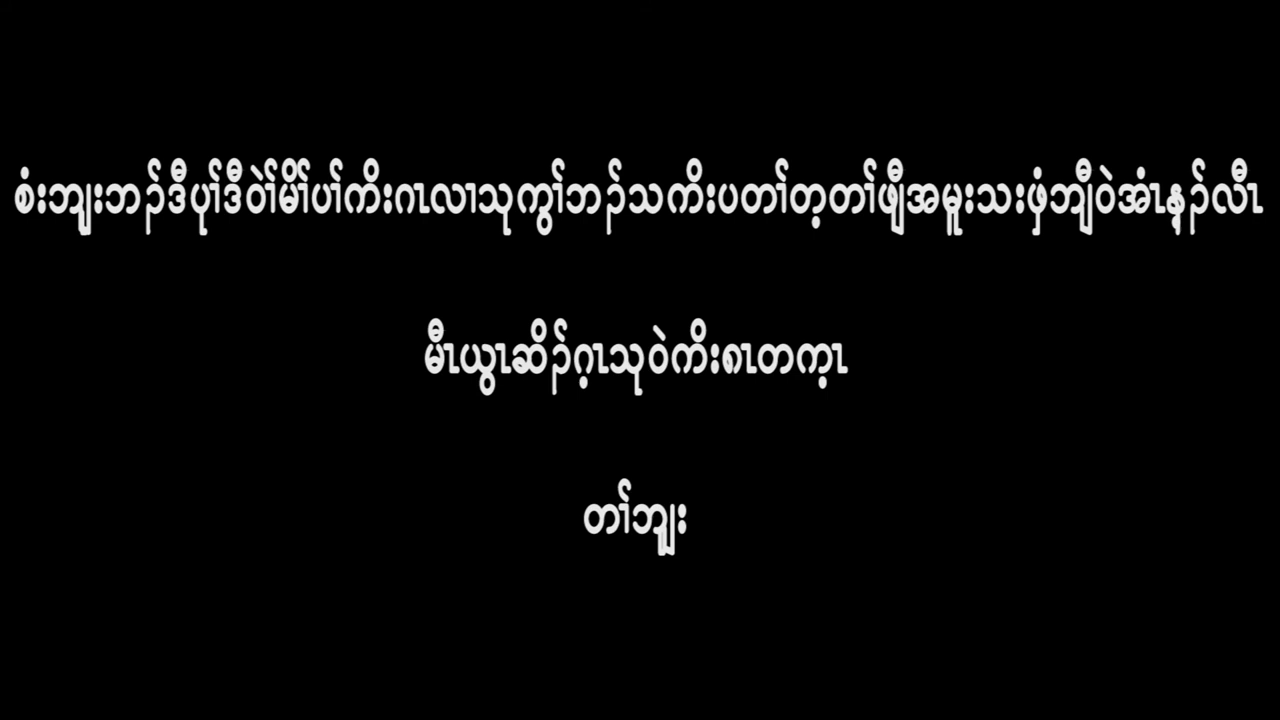 စံးဘျုးဘၣ်ဒီပုၢ်ဒီဝဲၢ်မိၢ်ပၢ်ကိးဂၤလၢသုကွၢ်ဘၣ်သကိးပတၢ်တ့တၢ်ဖျီအမူးသးဖှံဘျီဝဲအံၤန့ၣ်လီၤ
မီၤယွၤဆိၣ်ဂ့ၤသုဝဲကိး၈ၤတက့ၤ
တၢ်ဘျုး